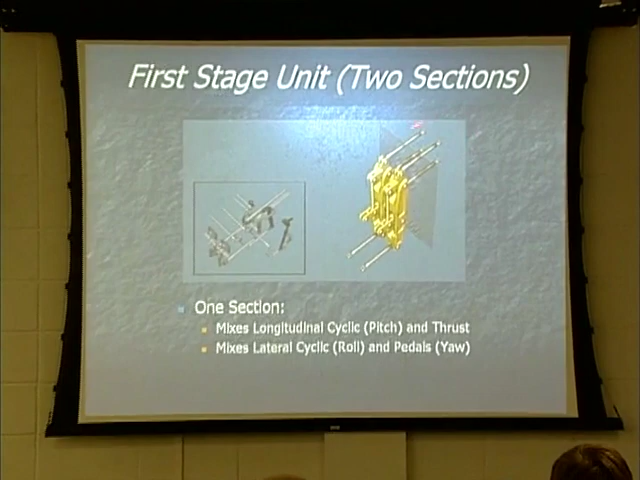 First Stage Unit (Two Sections)
One Section:
Mixes Longitudinal Cyclic (Pitch) and Thrust
Mixes Lateral Cyclic (Roll) and Pedals (Yaw)